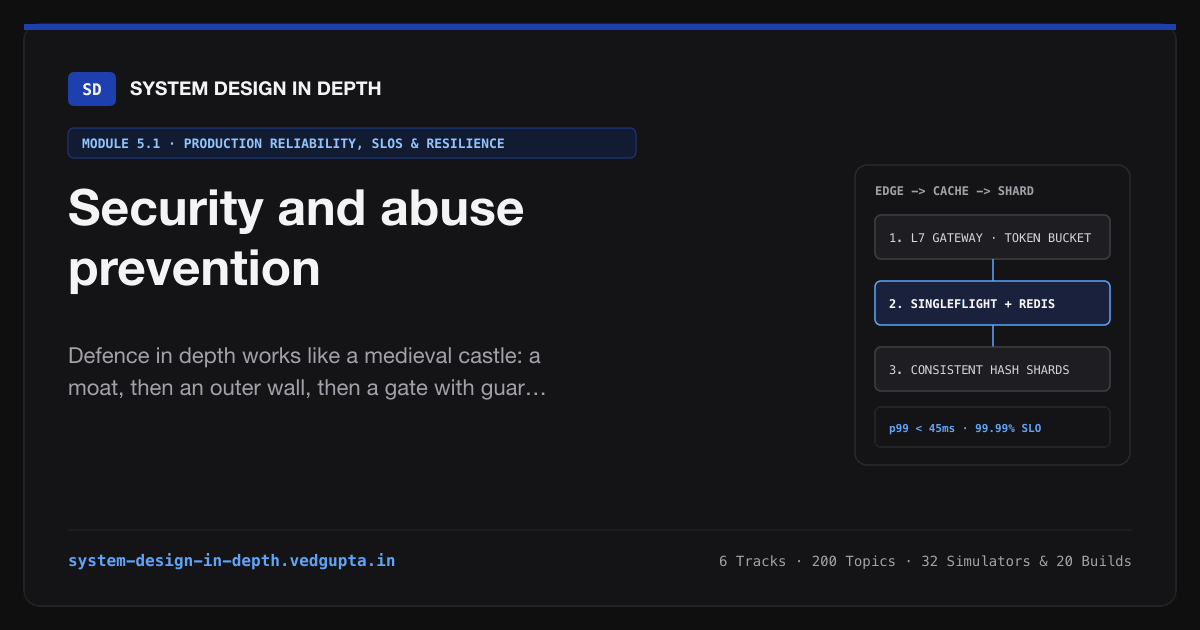 SD
SYSTEM DESIGN IN DEPTH
MODULE 5.1 · PRODUCTION RELIABILITY, SLOS & RESILIENCE
Security and abuse
prevention
Defence in depth works like a medieval castle: a
moat, then an outer wall, then a gate with guar…
EDGE –> CACHE –> SHARD
1. L7 GATEWAY · TOKEN BUCKET
2. SINGLEFLIGHT + REDIS
3. CONSISTENT HASH SHARDS
p99 < 45ms · 99.99% SLO
system-design-in-depth.vedgupta.in
6 Tracks · 200 Topics · 32 Simulators & 20 Builds